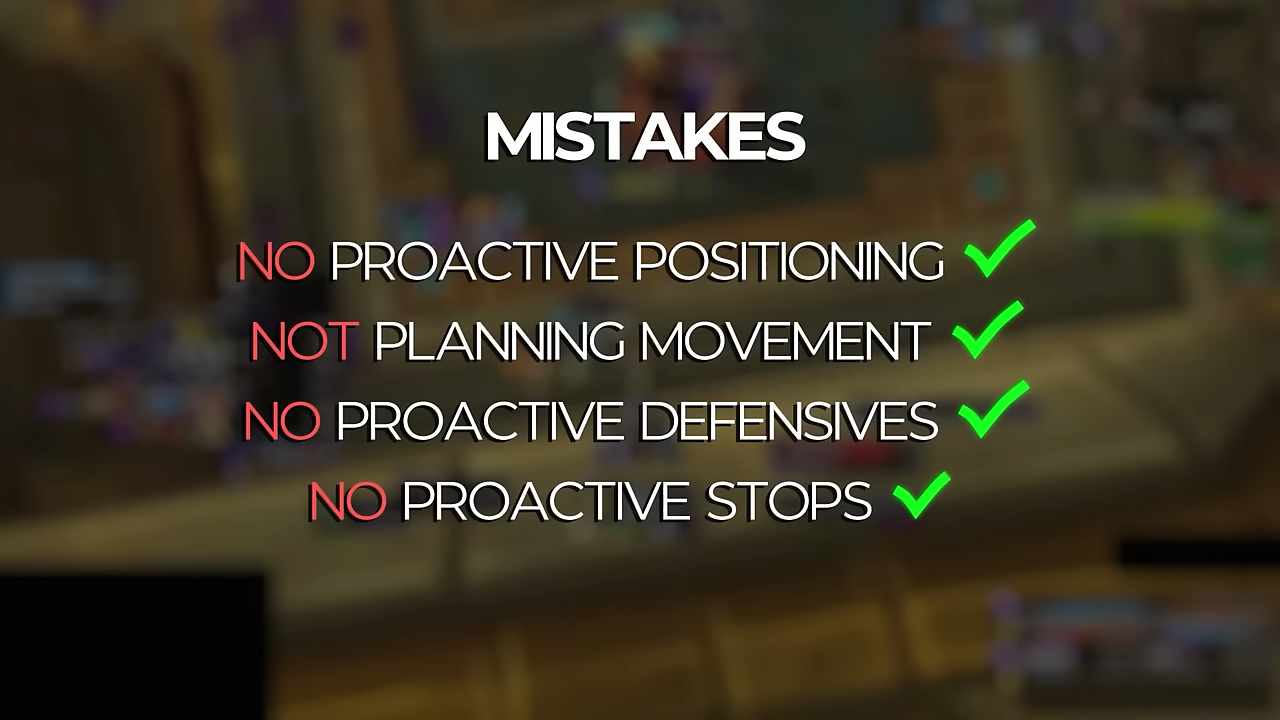 MISTAKES
NO PROACTIVE POSITIONING
NOT PLANNING MOVEMENT
NO PROACTIVE DEFENSIVES
NO PROACTIVE STOPS